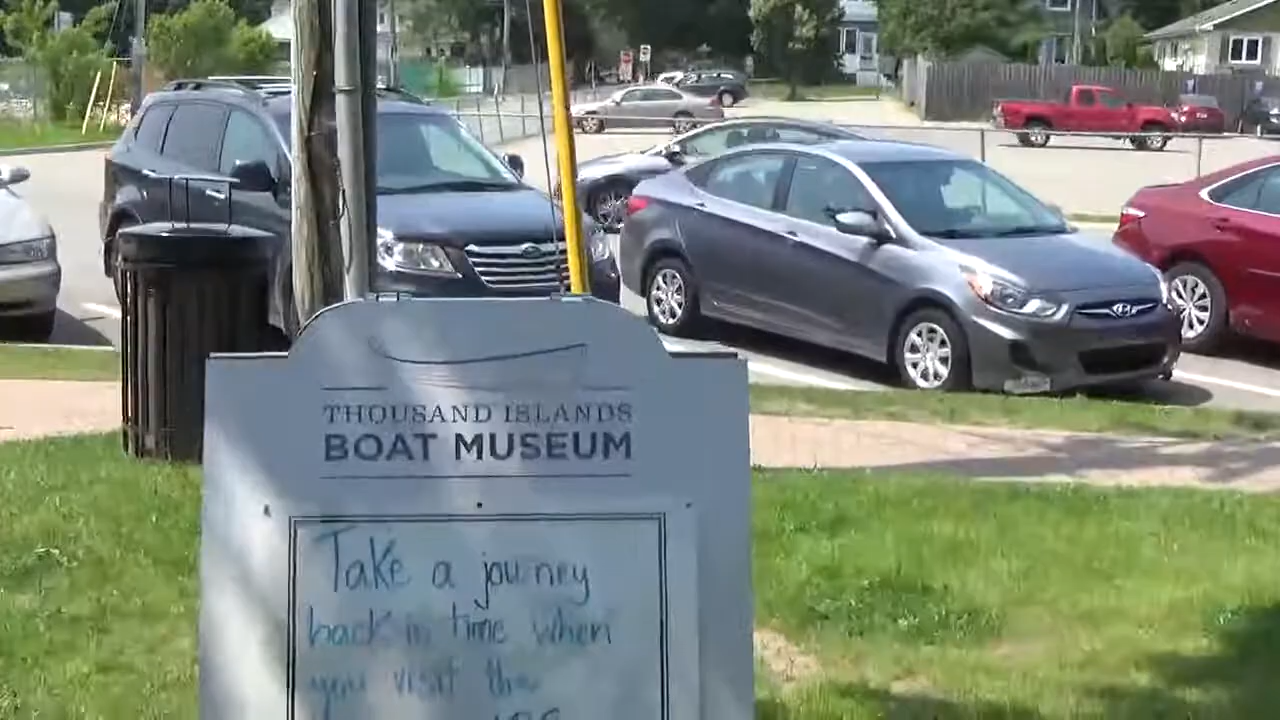 THOUSAND ISLANDS
BOAT MUSEUM
Take a journey
back in time when
you visit the